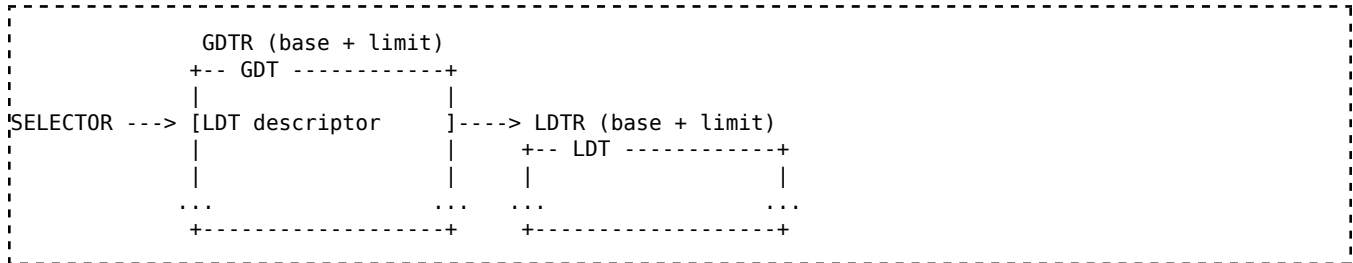 GDTR (base + limit)
+-- GDT ------------+
|                   |
SELECTOR ---> [LDT descriptor     ]----> LDTR (base + limit)
|                   |     +-- LDT ------------+
|                   |     |                   |
...                 ...   ...                 ...
+-------------------+     +-------------------+